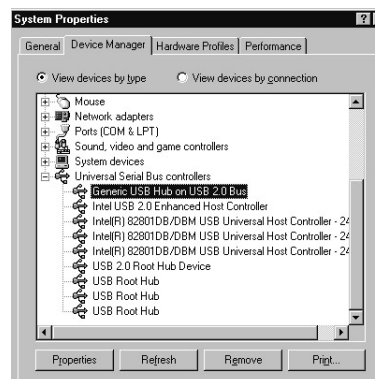 System Properties
General Device Manager Hardware Profiles Performance
View devices by type View devices by connection
Mouse
Network adapters
Ports (COM & LPT)
Sound, video and game controllers
System devices
Universal Serial Bus controllers
Generic USB Hub on USB 2.0 Bus
Intel USB 2.0 Enhanced Host Controller
Intel(R) 82801DB/DBM USB Universal Host Controller - 24
Intel(R) 82801DB/DBM USB Universal Host Controller - 24
Intel(R) 82801DB/DBM USB Universal Host Controller - 24
USB 2.0 Root Hub Device
USB Root Hub
USB Root Hub
USB Root Hub
Properties Refresh Remove Print...